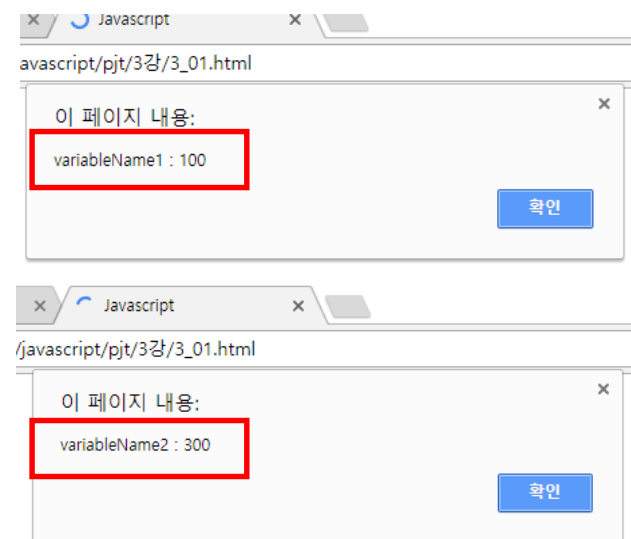 Javascript
avascript/pjt/3강/3_01.html
이 페이지 내용:
variableName1 : 100
확인
Javascript
/javascript/pjt/3강/3_01.html
이 페이지 내용:
variableName2 : 300
확인